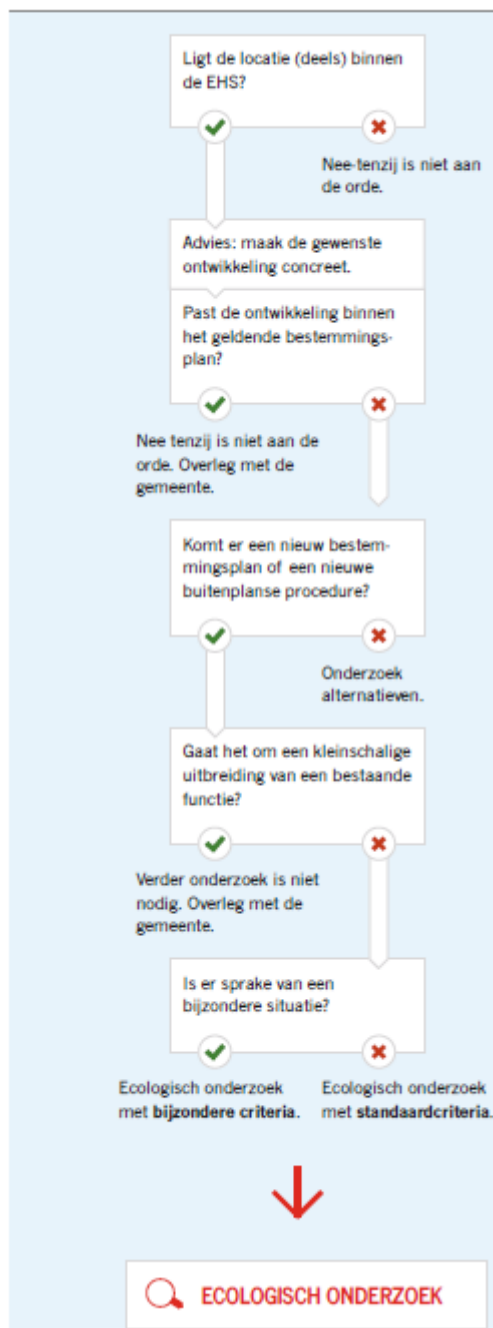 Ligt de locatie (deels) binnen
de EHS?
Nee-tenzij is niet aan
de orde.
Advies: maak de gewenste
ontwikkeling concreet.
Past de ontwikkeling binnen
het geldende bestemmings-
plan?
Nee tenzij is niet aan de
orde. Overleg met de
gemeente.
Komt er een nieuw bestem-
mingsplan of een nieuwe
buitenplanse procedure?
Onderzoek
alternatieven.
Gaat het om een kleinschalige
uitbreiding van een bestaande
functie?
Verder onderzoek is niet
nodig. Overleg met de
gemeente.
Is er sprake van een
bijzondere situatie?
Ecologisch onderzoek
met bijzondere criteria.
Ecologisch onderzoek
met standaardcriteria.
ECOLOGISCH ONDERZOEK